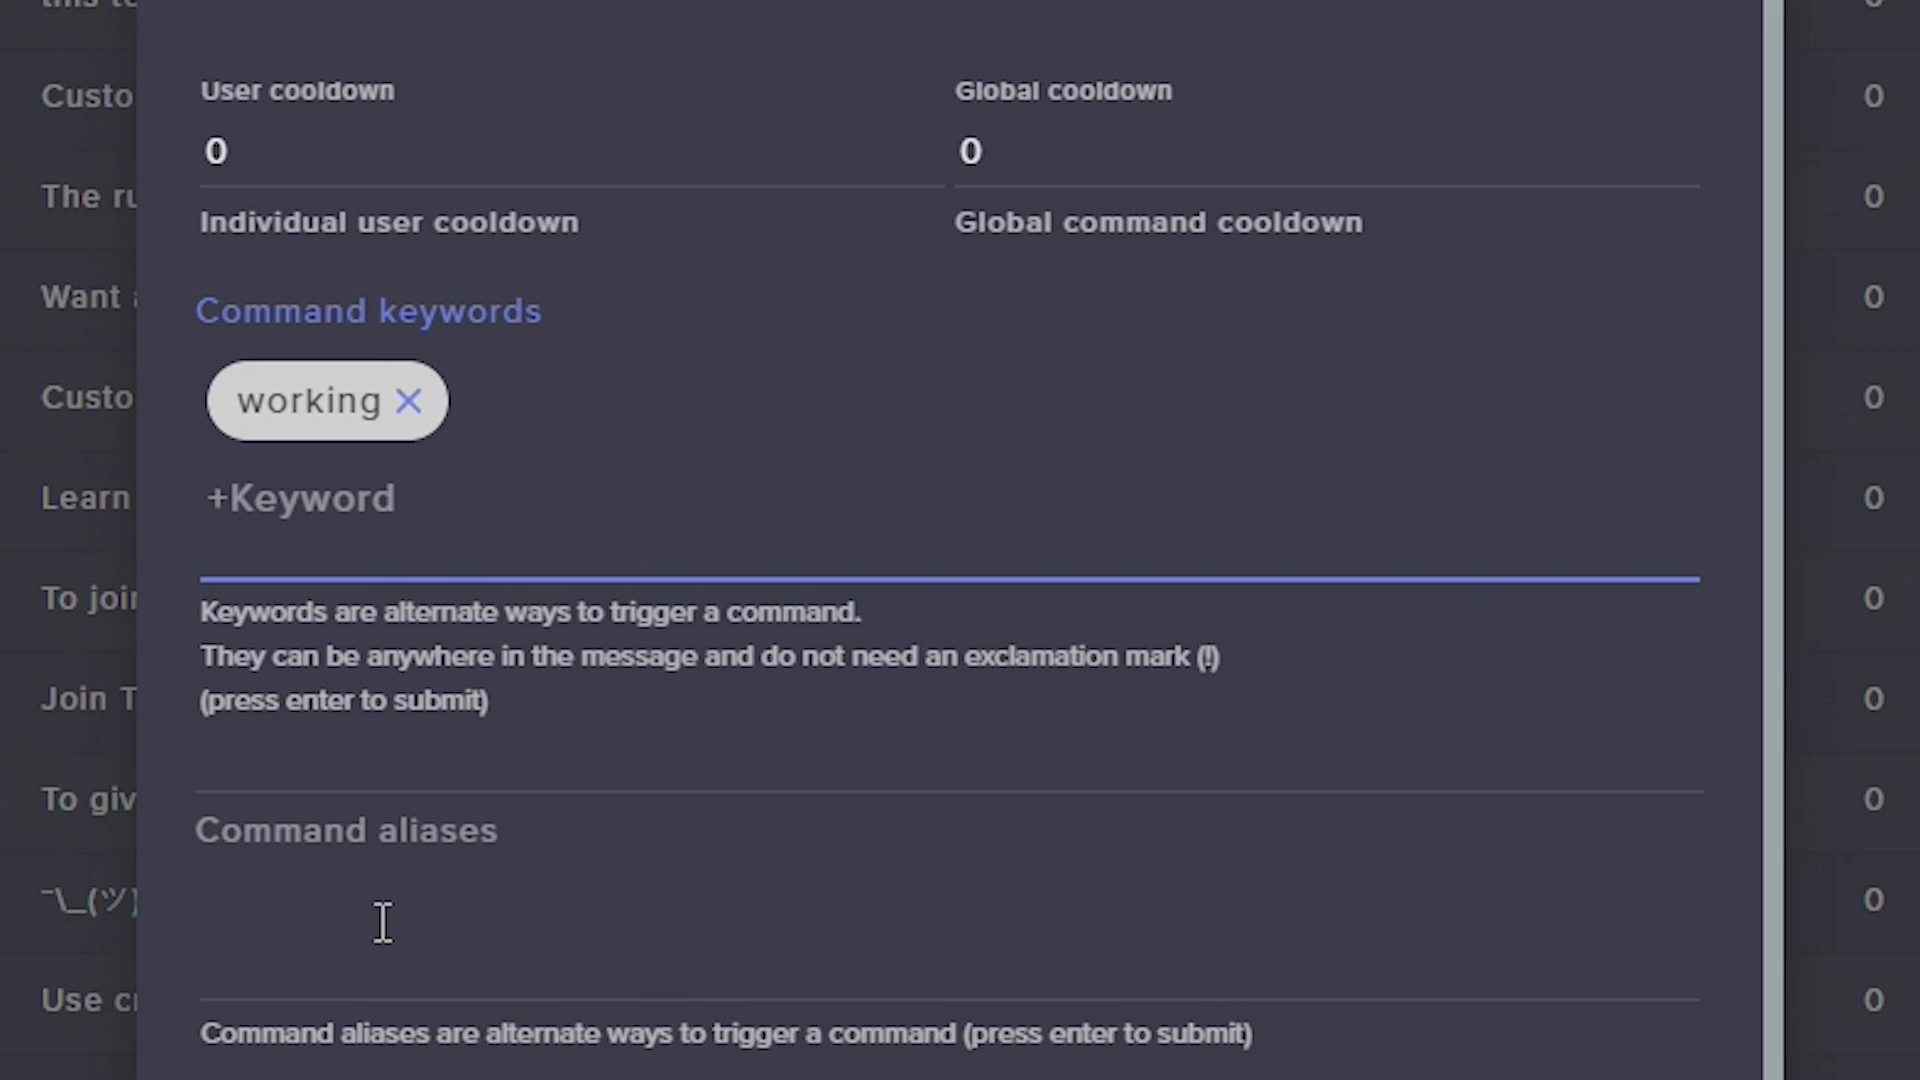 User cooldown
Global cooldown
0
0
Individual user cooldown
Global command cooldown
Command keywords
working
+Keyword
Keywords are alternate ways to trigger a command.
They can be anywhere in the message and do not need an exclamation mark (!)
(press enter to submit)
Command aliases
Command aliases are alternate ways to trigger a command (press enter to submit)
Custo
0
The ru
0
Want
0
Custo
0
Learn
0
To join
0
Join T
0
To giv
0
¯\_(ツ)
0
Use cr
0